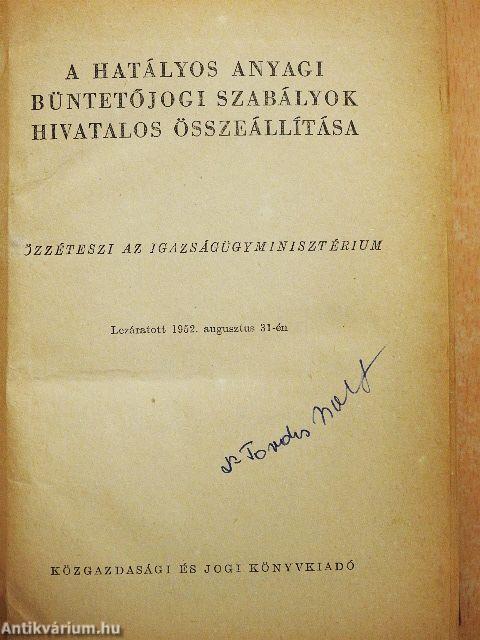 A HATÁLYOS ANYAGI
BÜNTETŐJOGI SZABÁLYOK
HIVATALOS ÖSSZEÁLLÍTÁSA
ÖZZÉTESZI AZ IGAZSÁGÜGYMINISZTÉRIUM
Lezáratott 1952. augusztus 31-én
KÖZGAZDASÁGI ÉS JOGI KÖNYVKIADÓ
Antikvárium.hu